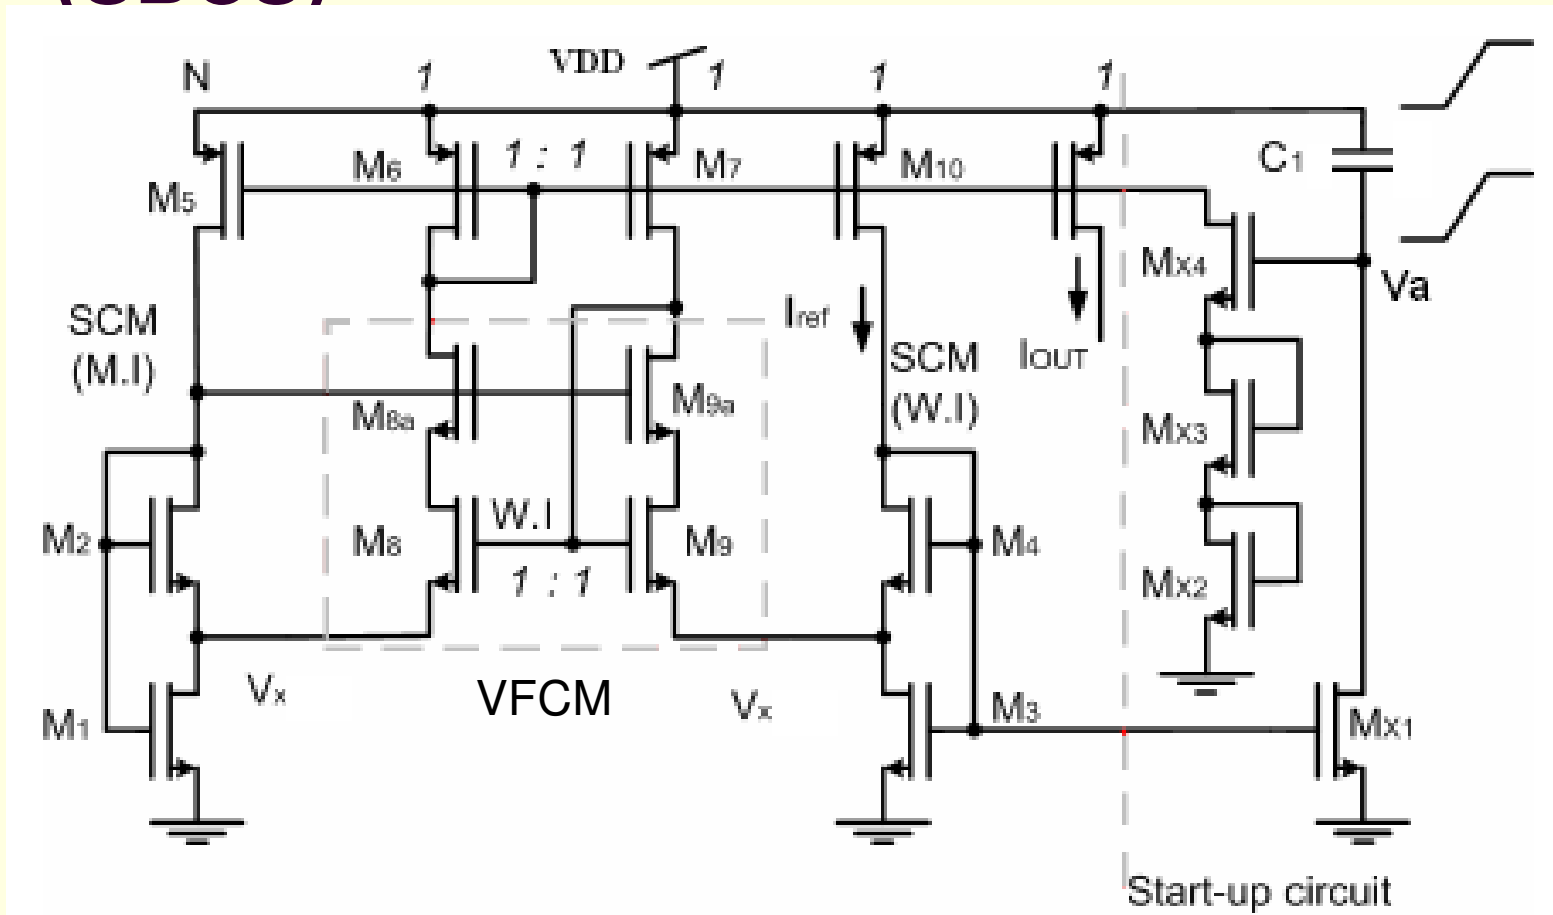 N
1
VDD
1
1
1
M5
M6
1 : 1
M7
M10
C1
MX4
Va
SCM
(M.I)
Iref
SCM
(W.I)
IOUT
M8a
M9a
MX3
M2
M8
W.I
1 : 1
M9
M4
MX2
Vx
VFCM
Vx
M1
M3
MX1
Start-up circuit